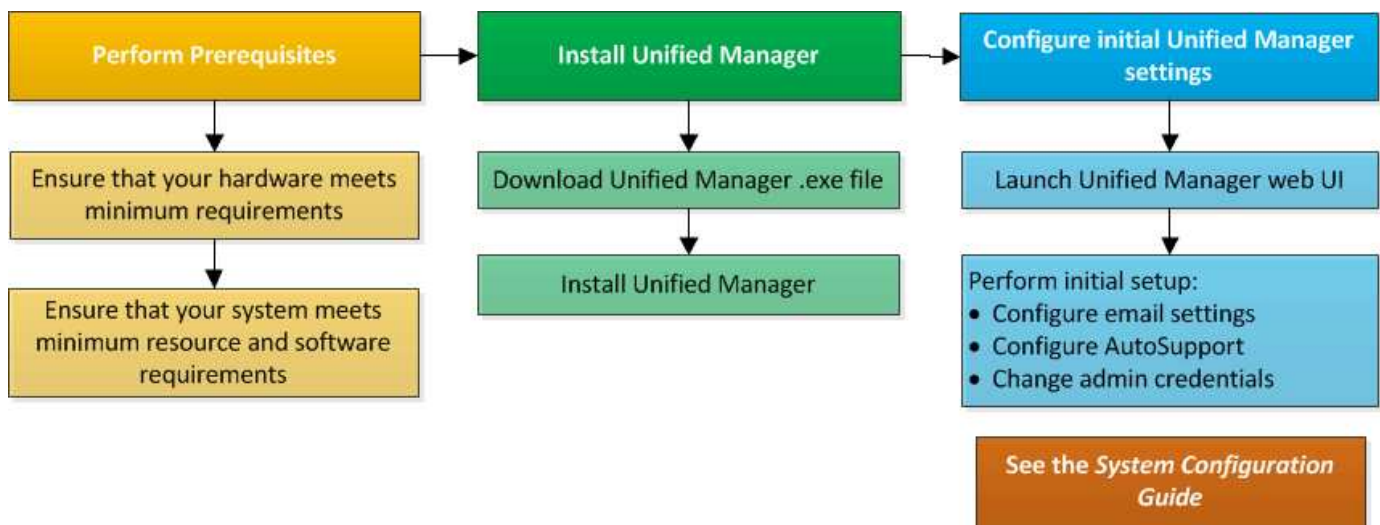 Perform Prerequisites
Ensure that your hardware meets
minimum requirements
Ensure that your system meets
minimum resource and software
requirements
Install Unified Manager
Download Unified Manager .exe file
Install Unified Manager
Configure initial Unified Manager
settings
Launch Unified Manager web UI
Perform initial setup:
• Configure email settings
• Configure AutoSupport
• Change admin credentials
See the System Configuration
Guide